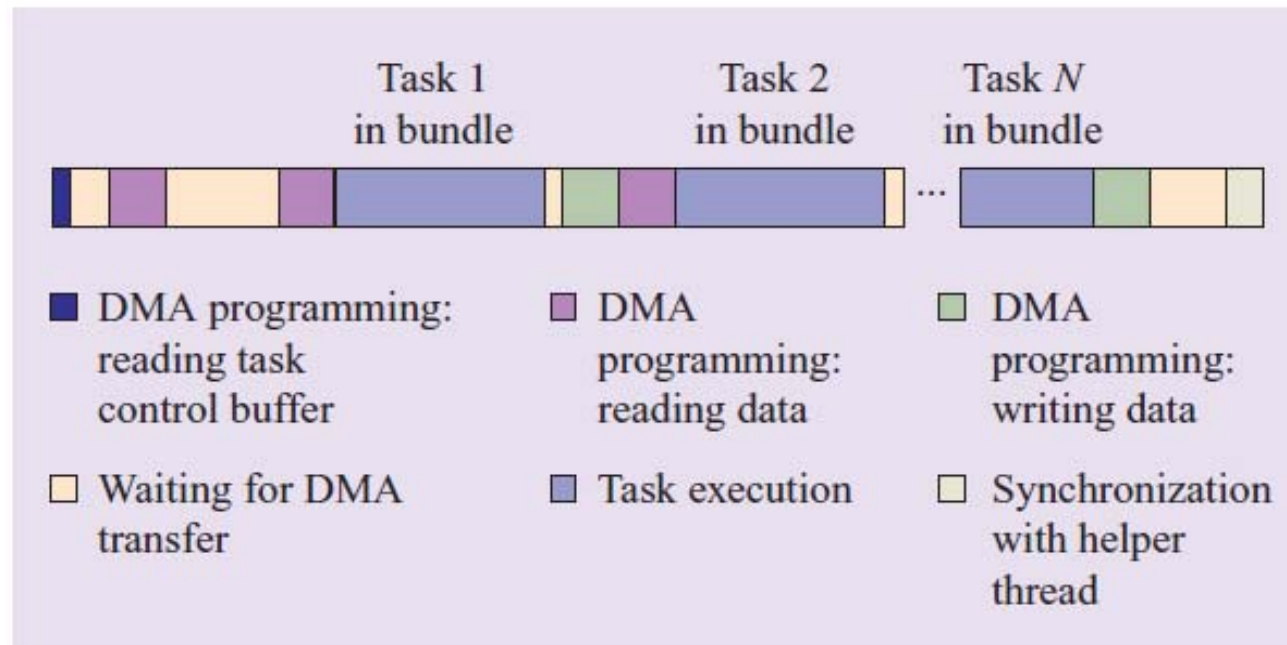 Task 1
in bundle
Task 2
in bundle
Task N
in bundle
...
DMA programming:
reading task
control buffer
DMA
programming:
reading data
DMA
programming:
writing data
Waiting for DMA
transfer
Task execution
Synchronization
with helper
thread